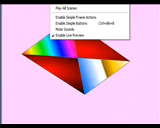 Play All Scenes
Enable Simple Frame Actions
Enable Simple Buttons Ctrl+Alt+B
Mute Sounds
Enable Live Preview